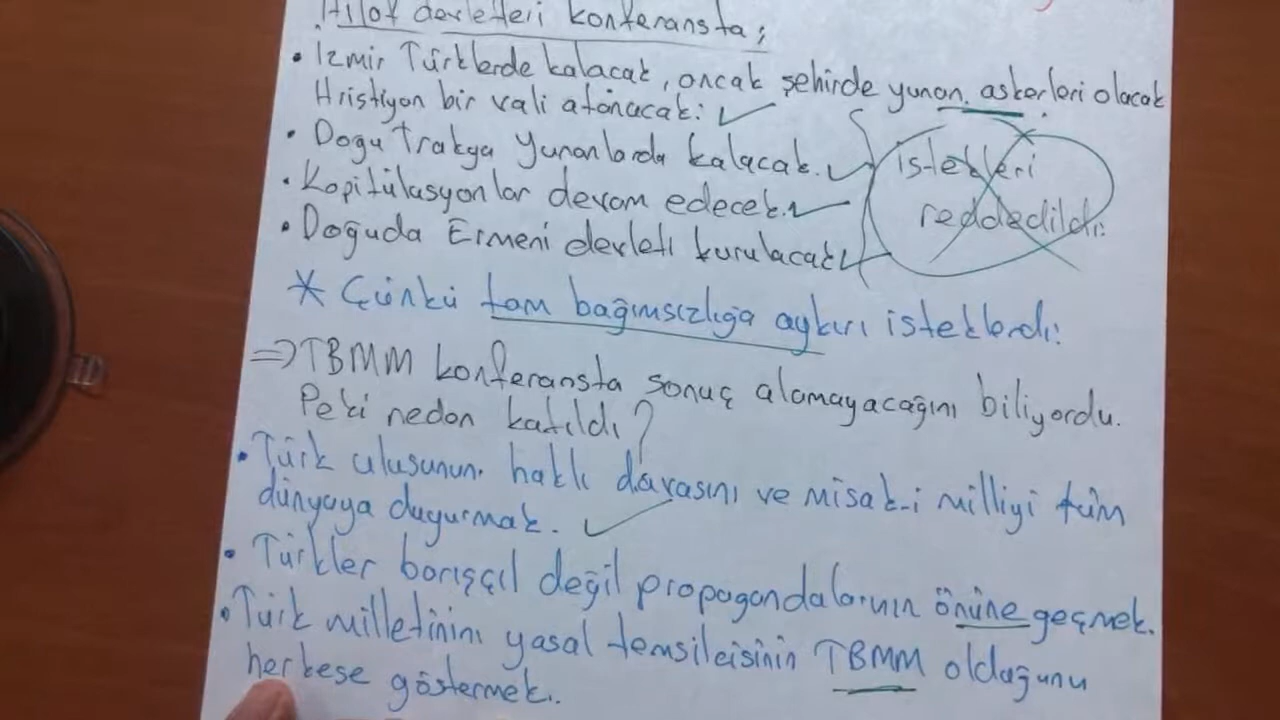 İtilaf devletleri konferansta;
• İzmir Türklerde kalacak, ancak şehirde yunan askerleri olacak
Hristiyan bir vali atanacak.
• Doğu Trakya Yunanlarda kalacak.
• Kapitülasyonlar devam edecek.
• Doğuda Ermeni devleti kurulacak
istekleri
reddedildi.
* Çünkü tam bağımsızlığa aykırı isteklerdi.
⇒ TBMM konferansta sonuç alamayacağını biliyordu.
Peki neden katıldı?
• Türk ulusunun haklı davasını ve misak-i milliyi tüm
dünyaya duyurmak.
• Türkler barışçıl değil propagandalarının önüne geçmek.
• Türk milletinin yasal temsilcisinin TBMM olduğunu
herkese göstermek.